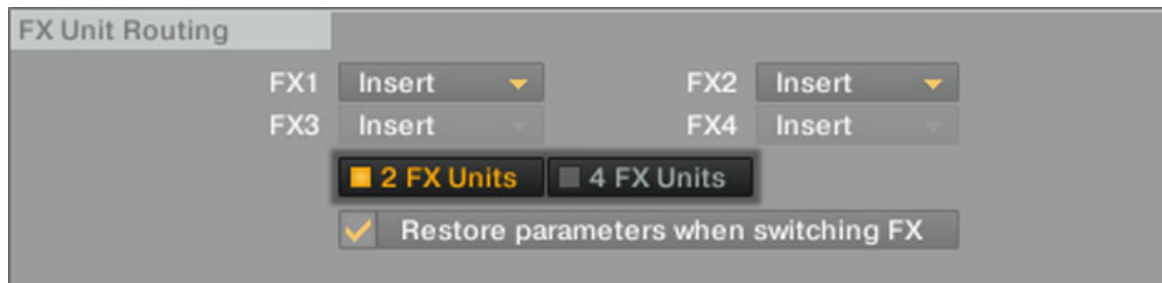 FX Unit Routing
FX1 Insert FX2 Insert
FX3 Insert FX4 Insert
2 FX Units 4 FX Units
Restore parameters when switching FX